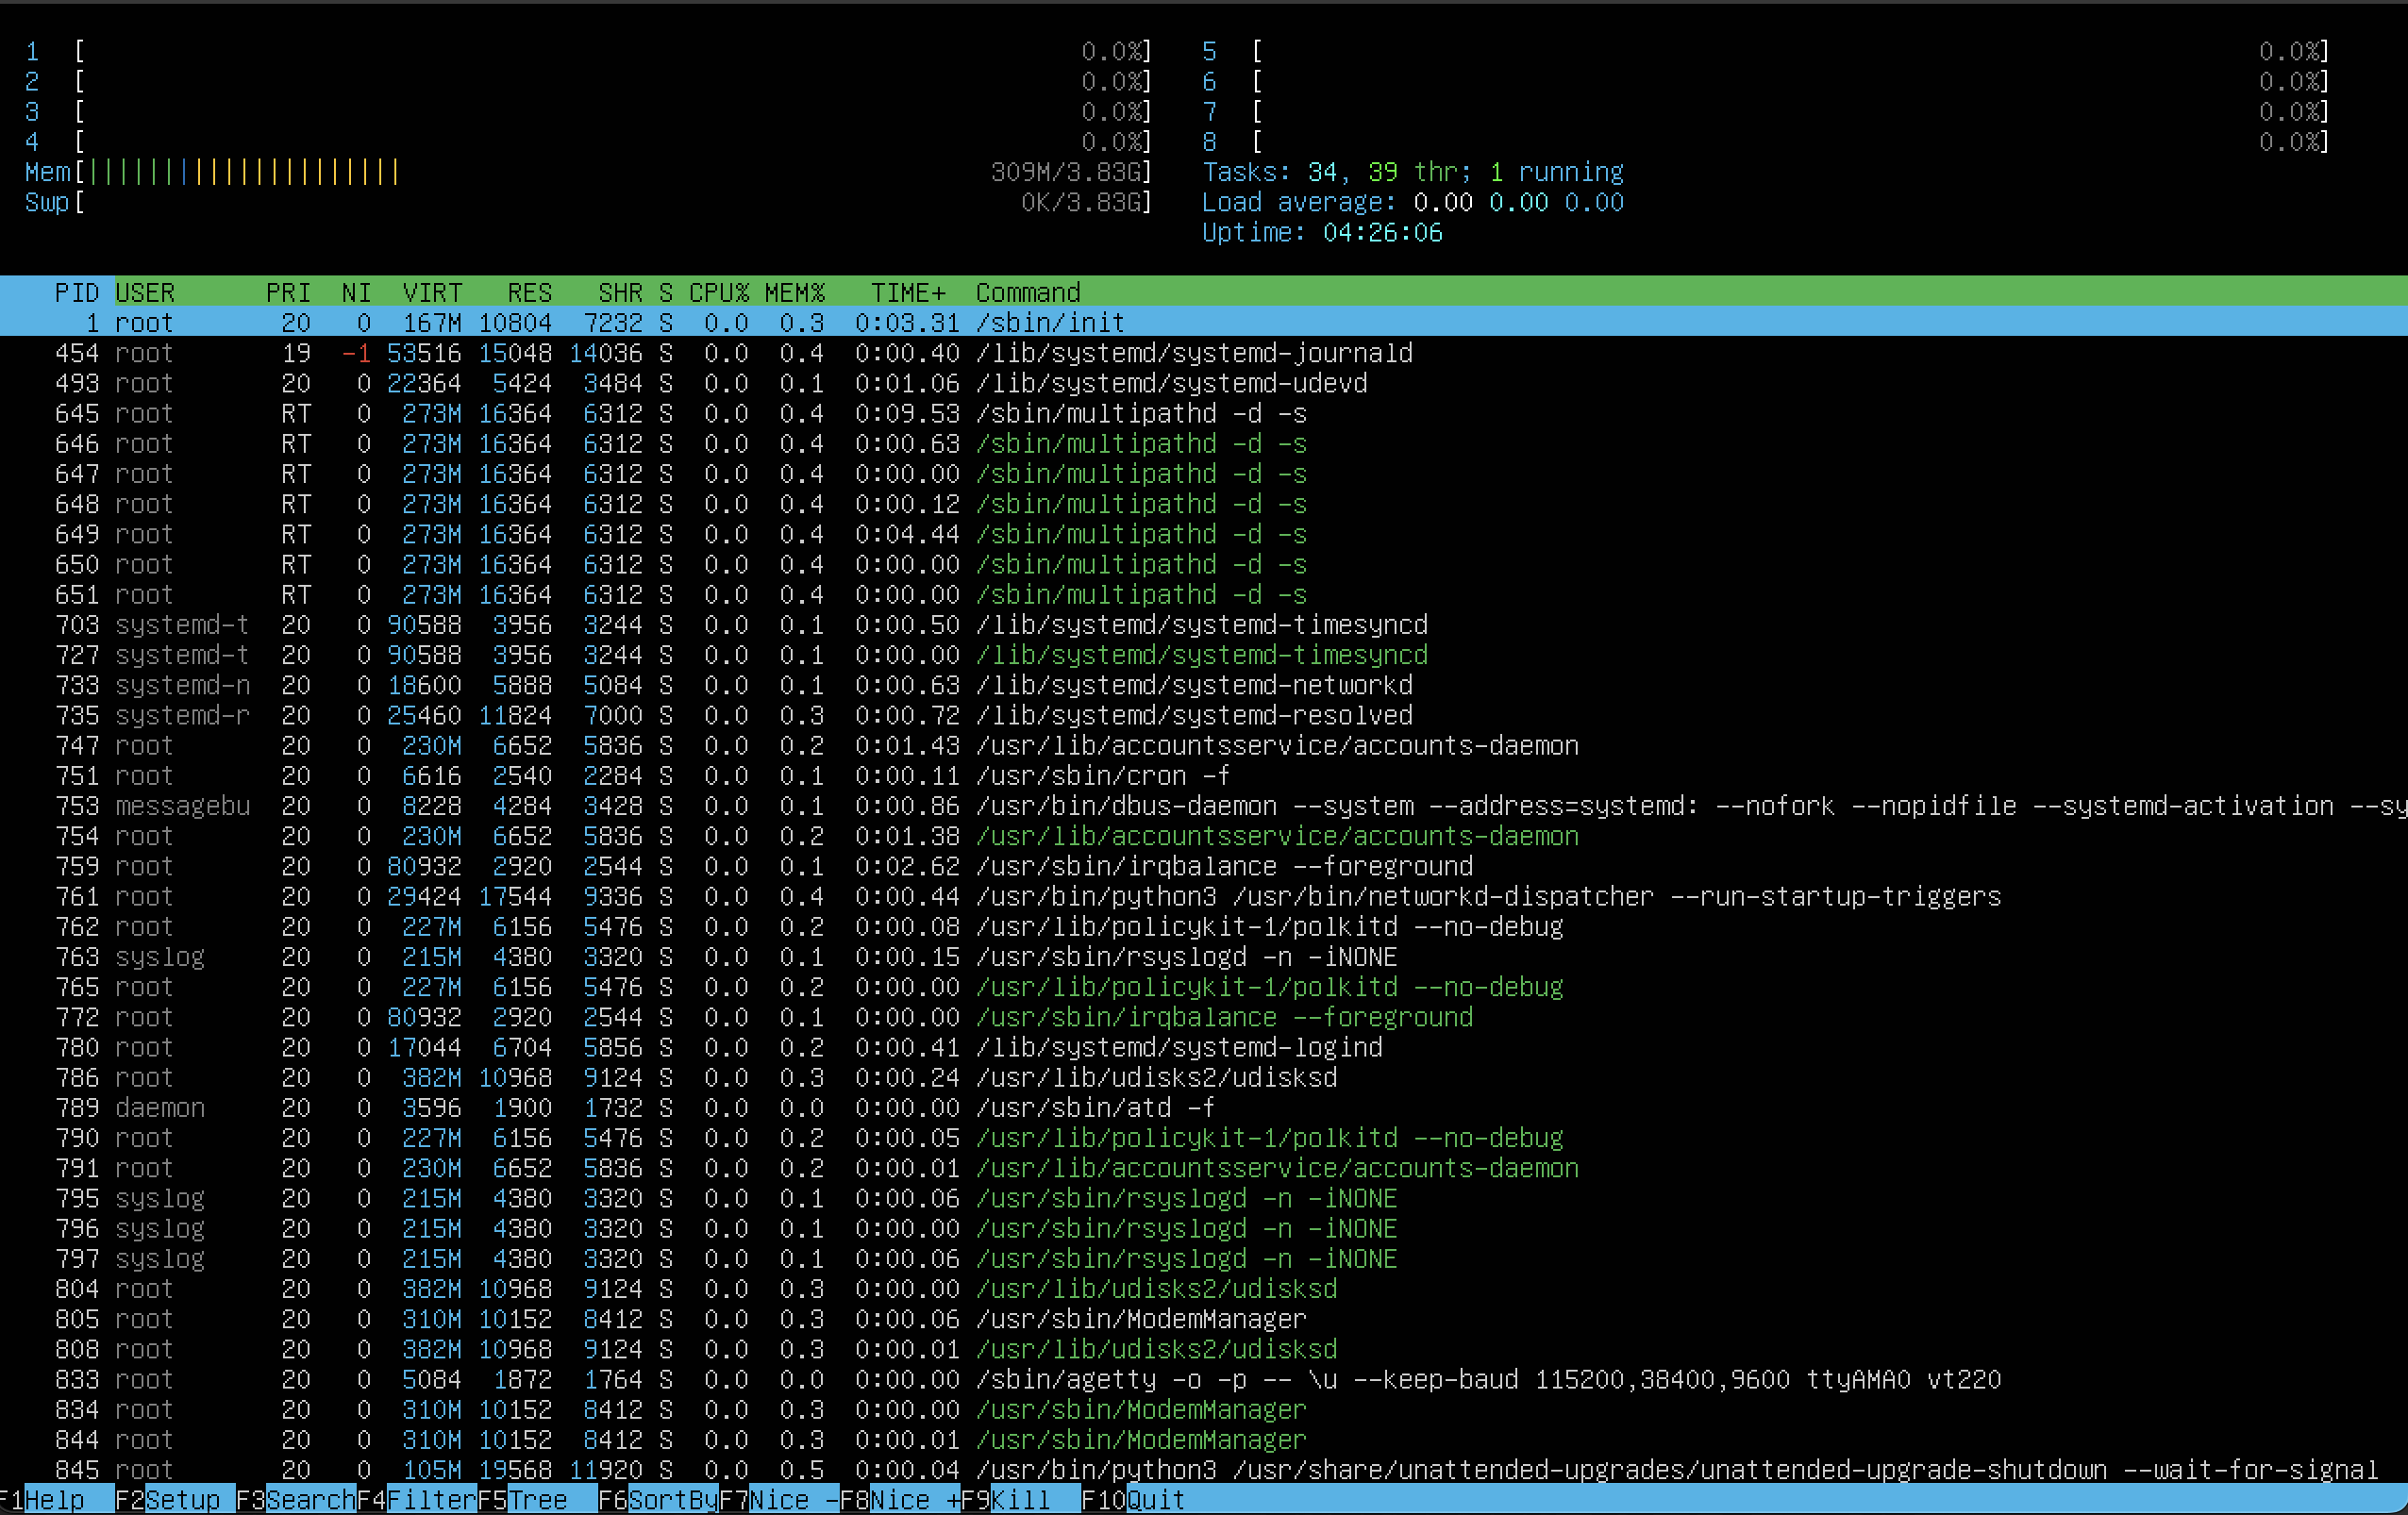 1 [ 0.0%] 5 [ 0.0%]
2 [ 0.0%] 6 [ 0.0%]
3 [ 0.0%] 7 [ 0.0%]
4 [ 0.0%] 8 [ 0.0%]
Mem[||||||||||||||||||||| 309M/3.83G] Tasks: 34, 39 thr; 1 running
Swp[ 0K/3.83G] Load average: 0.00 0.00 0.00
Uptime: 04:26:06
PID USER PRI NI VIRT RES SHR S CPU% MEM% TIME+ Command
1 root 20 0 167M 10804 7232 S 0.0 0.3 0:03.31 /sbin/init
454 root 19 -1 53516 15048 14036 S 0.0 0.4 0:00.40 /lib/systemd/systemd-journald
493 root 20 0 22364 5424 3484 S 0.0 0.1 0:01.06 /lib/systemd/systemd-udevd
645 root RT 0 273M 16364 6312 S 0.0 0.4 0:09.53 /sbin/multipathd -d -s
646 root RT 0 273M 16364 6312 S 0.0 0.4 0:00.63 /sbin/multipathd -d -s
647 root RT 0 273M 16364 6312 S 0.0 0.4 0:00.00 /sbin/multipathd -d -s
648 root RT 0 273M 16364 6312 S 0.0 0.4 0:00.12 /sbin/multipathd -d -s
649 root RT 0 273M 16364 6312 S 0.0 0.4 0:04.44 /sbin/multipathd -d -s
650 root RT 0 273M 16364 6312 S 0.0 0.4 0:00.00 /sbin/multipathd -d -s
651 root RT 0 273M 16364 6312 S 0.0 0.4 0:00.00 /sbin/multipathd -d -s
703 systemd-t 20 0 90588 3956 3244 S 0.0 0.1 0:00.50 /lib/systemd/systemd-timesyncd
727 systemd-t 20 0 90588 3956 3244 S 0.0 0.1 0:00.00 /lib/systemd/systemd-timesyncd
733 systemd-n 20 0 18600 5888 5084 S 0.0 0.1 0:00.63 /lib/systemd/systemd-networkd
735 systemd-r 20 0 25460 11824 7000 S 0.0 0.3 0:00.72 /lib/systemd/systemd-resolved
747 root 20 0 230M 6652 5836 S 0.0 0.2 0:01.43 /usr/lib/accountsservice/accounts-daemon
751 root 20 0 6616 2540 2284 S 0.0 0.1 0:00.11 /usr/sbin/cron -f
753 messagebu 20 0 8228 4284 3428 S 0.0 0.1 0:00.86 /usr/bin/dbus-daemon --system --address=systemd: --nofork --nopidfile --systemd-activation --sy
754 root 20 0 230M 6652 5836 S 0.0 0.2 0:01.38 /usr/lib/accountsservice/accounts-daemon
759 root 20 0 80932 2920 2544 S 0.0 0.1 0:02.62 /usr/sbin/irqbalance --foreground
761 root 20 0 29424 17544 9336 S 0.0 0.4 0:00.44 /usr/bin/python3 /usr/bin/networkd-dispatcher --run-startup-triggers
762 root 20 0 227M 6156 5476 S 0.0 0.2 0:00.08 /usr/lib/policykit-1/polkitd --no-debug
763 syslog 20 0 215M 4380 3320 S 0.0 0.1 0:00.15 /usr/sbin/rsyslogd -n -iNONE
765 root 20 0 227M 6156 5476 S 0.0 0.2 0:00.00 /usr/lib/policykit-1/polkitd --no-debug
772 root 20 0 80932 2920 2544 S 0.0 0.1 0:00.00 /usr/sbin/irqbalance --foreground
780 root 20 0 17044 6704 5856 S 0.0 0.2 0:00.41 /lib/systemd/systemd-logind
786 root 20 0 382M 10968 9124 S 0.0 0.3 0:00.24 /usr/lib/udisks2/udisksd
789 daemon 20 0 3596 1900 1732 S 0.0 0.0 0:00.00 /usr/sbin/atd -f
790 root 20 0 227M 6156 5476 S 0.0 0.2 0:00.05 /usr/lib/policykit-1/polkitd --no-debug
791 root 20 0 230M 6652 5836 S 0.0 0.2 0:00.01 /usr/lib/accountsservice/accounts-daemon
795 syslog 20 0 215M 4380 3320 S 0.0 0.1 0:00.06 /usr/sbin/rsyslogd -n -iNONE
796 syslog 20 0 215M 4380 3320 S 0.0 0.1 0:00.00 /usr/sbin/rsyslogd -n -iNONE
797 syslog 20 0 215M 4380 3320 S 0.0 0.1 0:00.06 /usr/sbin/rsyslogd -n -iNONE
804 root 20 0 382M 10968 9124 S 0.0 0.3 0:00.00 /usr/lib/udisks2/udisksd
805 root 20 0 310M 10152 8412 S 0.0 0.3 0:00.06 /usr/sbin/ModemManager
808 root 20 0 382M 10968 9124 S 0.0 0.3 0:00.01 /usr/lib/udisks2/udisksd
833 root 20 0 5084 1872 1764 S 0.0 0.0 0:00.00 /sbin/agetty -o -p -- \u --keep-baud 115200,38400,9600 ttyAMA0 vt220
834 root 20 0 310M 10152 8412 S 0.0 0.3 0:00.00 /usr/sbin/ModemManager
844 root 20 0 310M 10152 8412 S 0.0 0.3 0:00.01 /usr/sbin/ModemManager
845 root 20 0 105M 19568 11920 S 0.0 0.5 0:00.04 /usr/bin/python3 /usr/share/unattended-upgrades/unattended-upgrade-shutdown --wait-for-signal
F1Help F2Setup F3SearchF4FilterF5Tree F6SortByF7Nice -F8Nice +F9Kill F10Quit